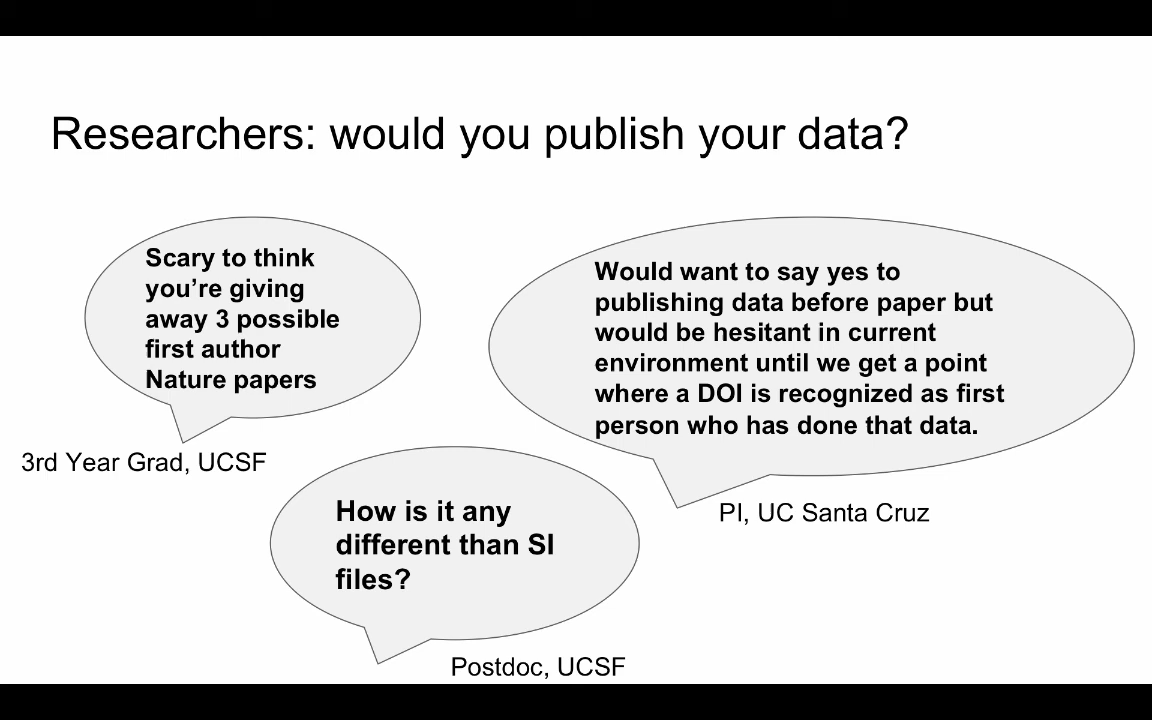 Researchers: would you publish your data?
Scary to think
you’re giving
away 3 possible
first author
Nature papers
3rd Year Grad, UCSF
Would want to say yes to
publishing data before paper but
would be hesitant in current
environment until we get a point
where a DOI is recognized as first
person who has done that data.
PI, UC Santa Cruz
How is it any
different than SI
files?
Postdoc, UCSF